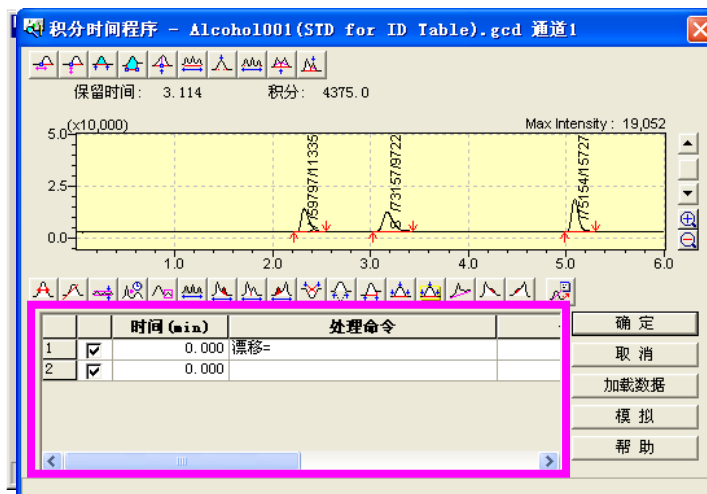 积分时间程序 - Alcohol001(STD for ID Table).gcd 通道1
保留时间: 3.114 积分: 4375.0
(x10,000)
Max Intensity : 19,052
5.0
2.5
0.0
/59797/11335
/73157/9722
/75154/15727
1.0 2.0 3.0 4.0 5.0 6.0
时间(min) 处理命令
1 0.000 漂移=
2 0.000
确 定
取 消
加载数据
模 拟
帮 助